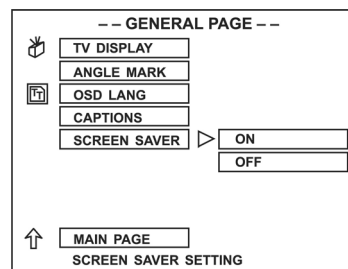 -- GENERAL PAGE --
TV DISPLAY
ANGLE MARK
OSD LANG
CAPTIONS
SCREEN SAVER
ON
OFF
MAIN PAGE
SCREEN SAVER SETTING